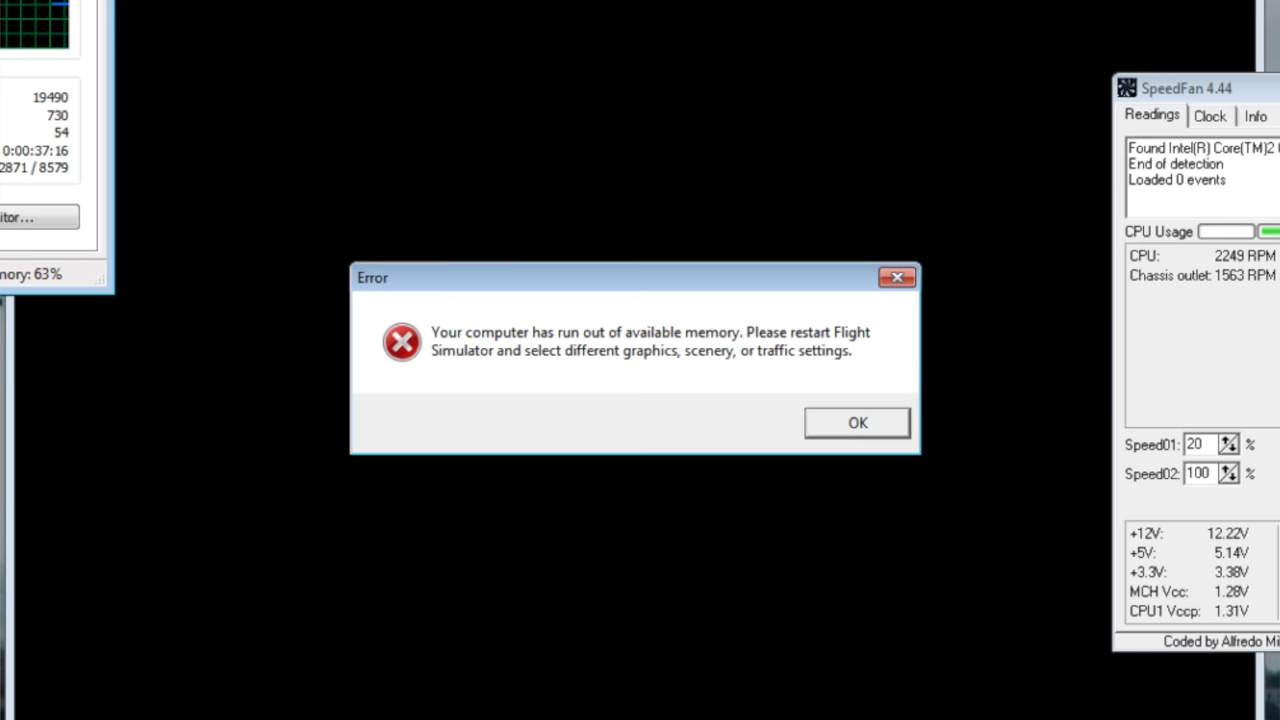 19490
730
54
0:00:37:16
2871 / 8579
itor...
mory: 63%
Error
Your computer has run out of available memory. Please restart Flight
Simulator and select different graphics, scenery, or traffic settings.
OK
SpeedFan 4.44
Readings Clock Info
Found Intel(R) Core(TM)2
End of detection
Loaded 0 events
CPU Usage
CPU: 2249 RPM
Chassis outlet: 1563 RPM
Speed01: 20 %
Speed02: 100 %
+12V: 12.22V
+5V: 5.14V
+3.3V: 3.38V
MCH Vcc: 1.28V
CPU1 Vccp: 1.31V
Coded by Alfredo Mi